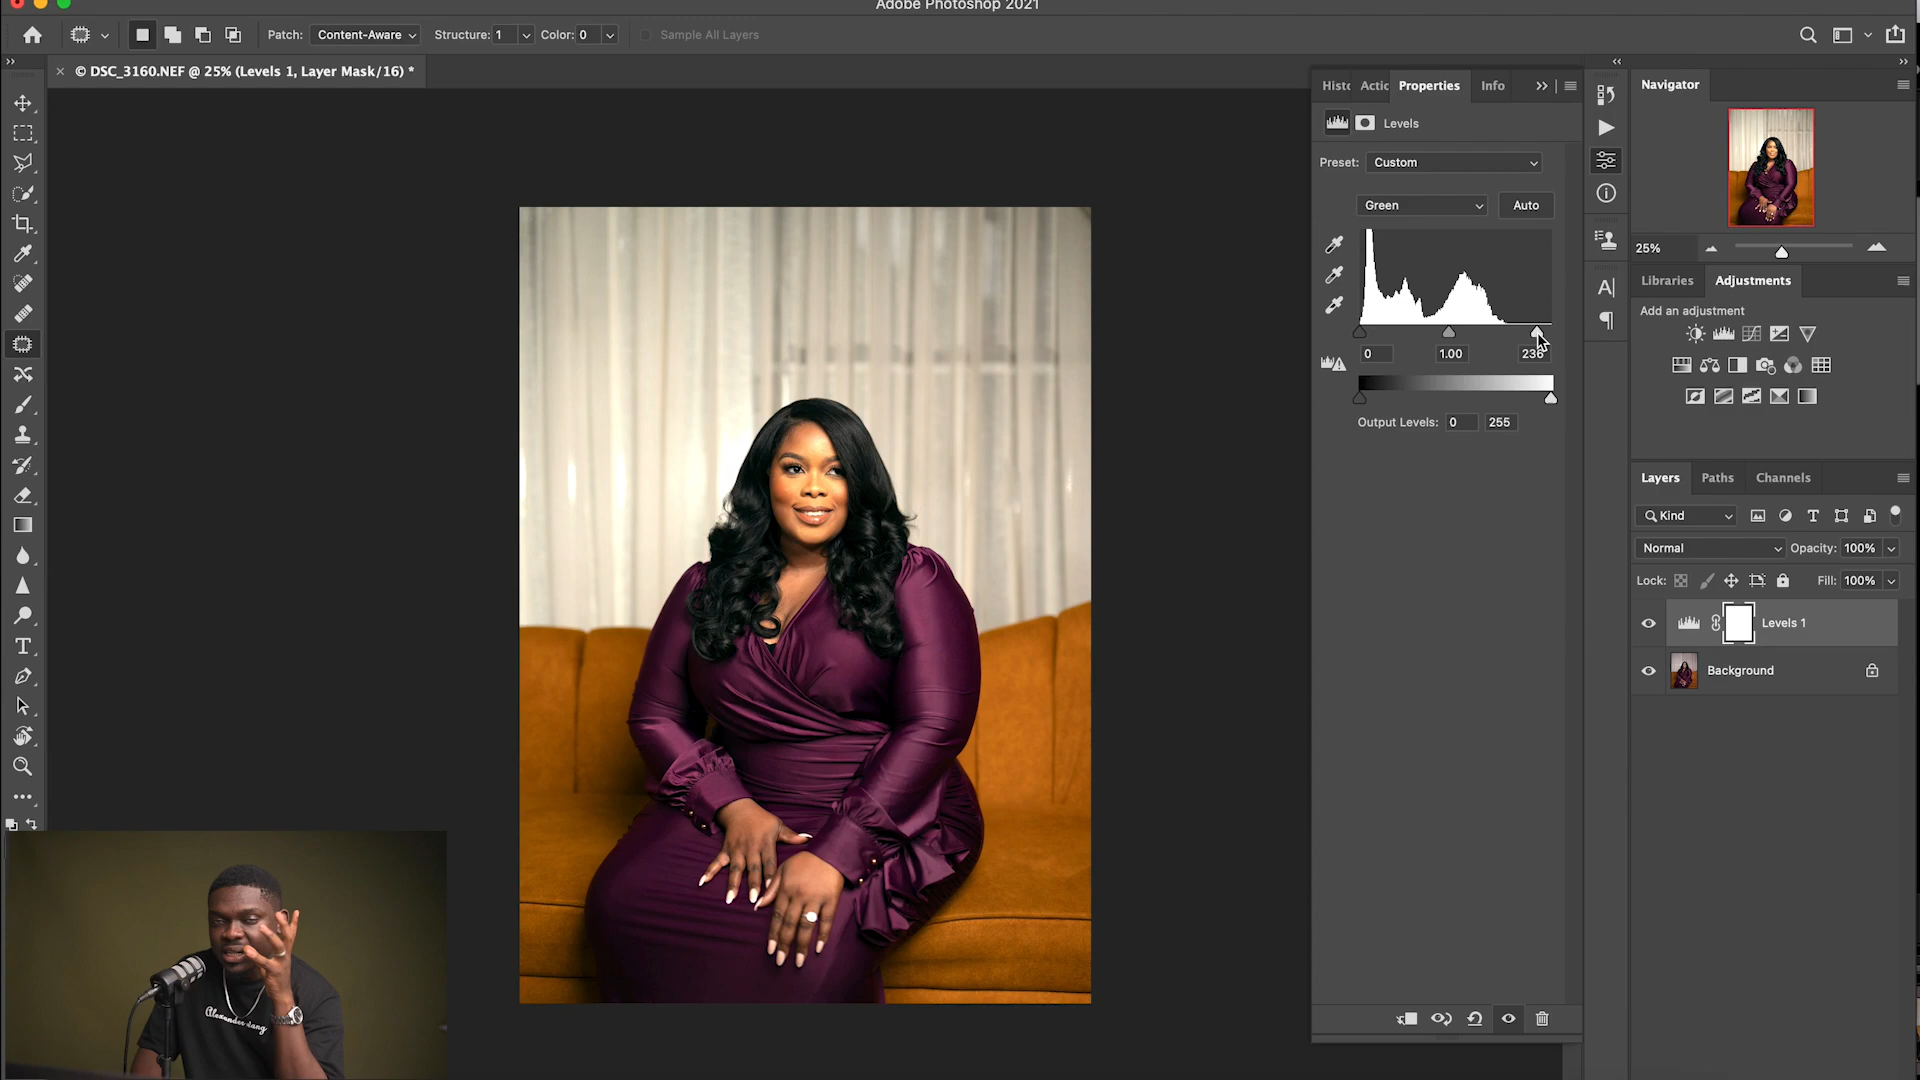 Adobe Photoshop 2021
Patch: Content-Aware Structure: 1 Color: 0 Sample All Layers
© DSC_3160.NEF @ 25% (Levels 1, Layer Mask/16) *
Histo Actic Properties Info
Levels
Preset: Custom
Green Auto
0 1.00 236
Output Levels: 0 255
Navigator
25%
Libraries Adjustments
Add an adjustment
Layers Paths Channels
Kind
Normal Opacity: 100%
Lock: Fill: 100%
Levels 1
Background